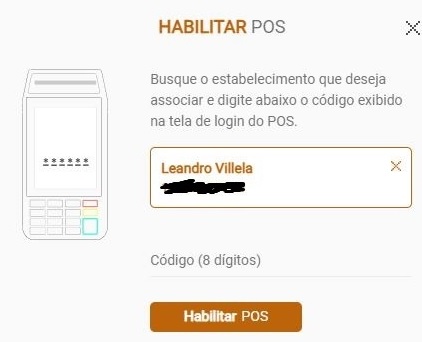 HABILITAR POS
Busque o estabelecimento que deseja
associar e digite abaixo o código exibido
na tela de login do POS.
******
Leandro Villela
Código (8 dígitos)
Habilitar POS